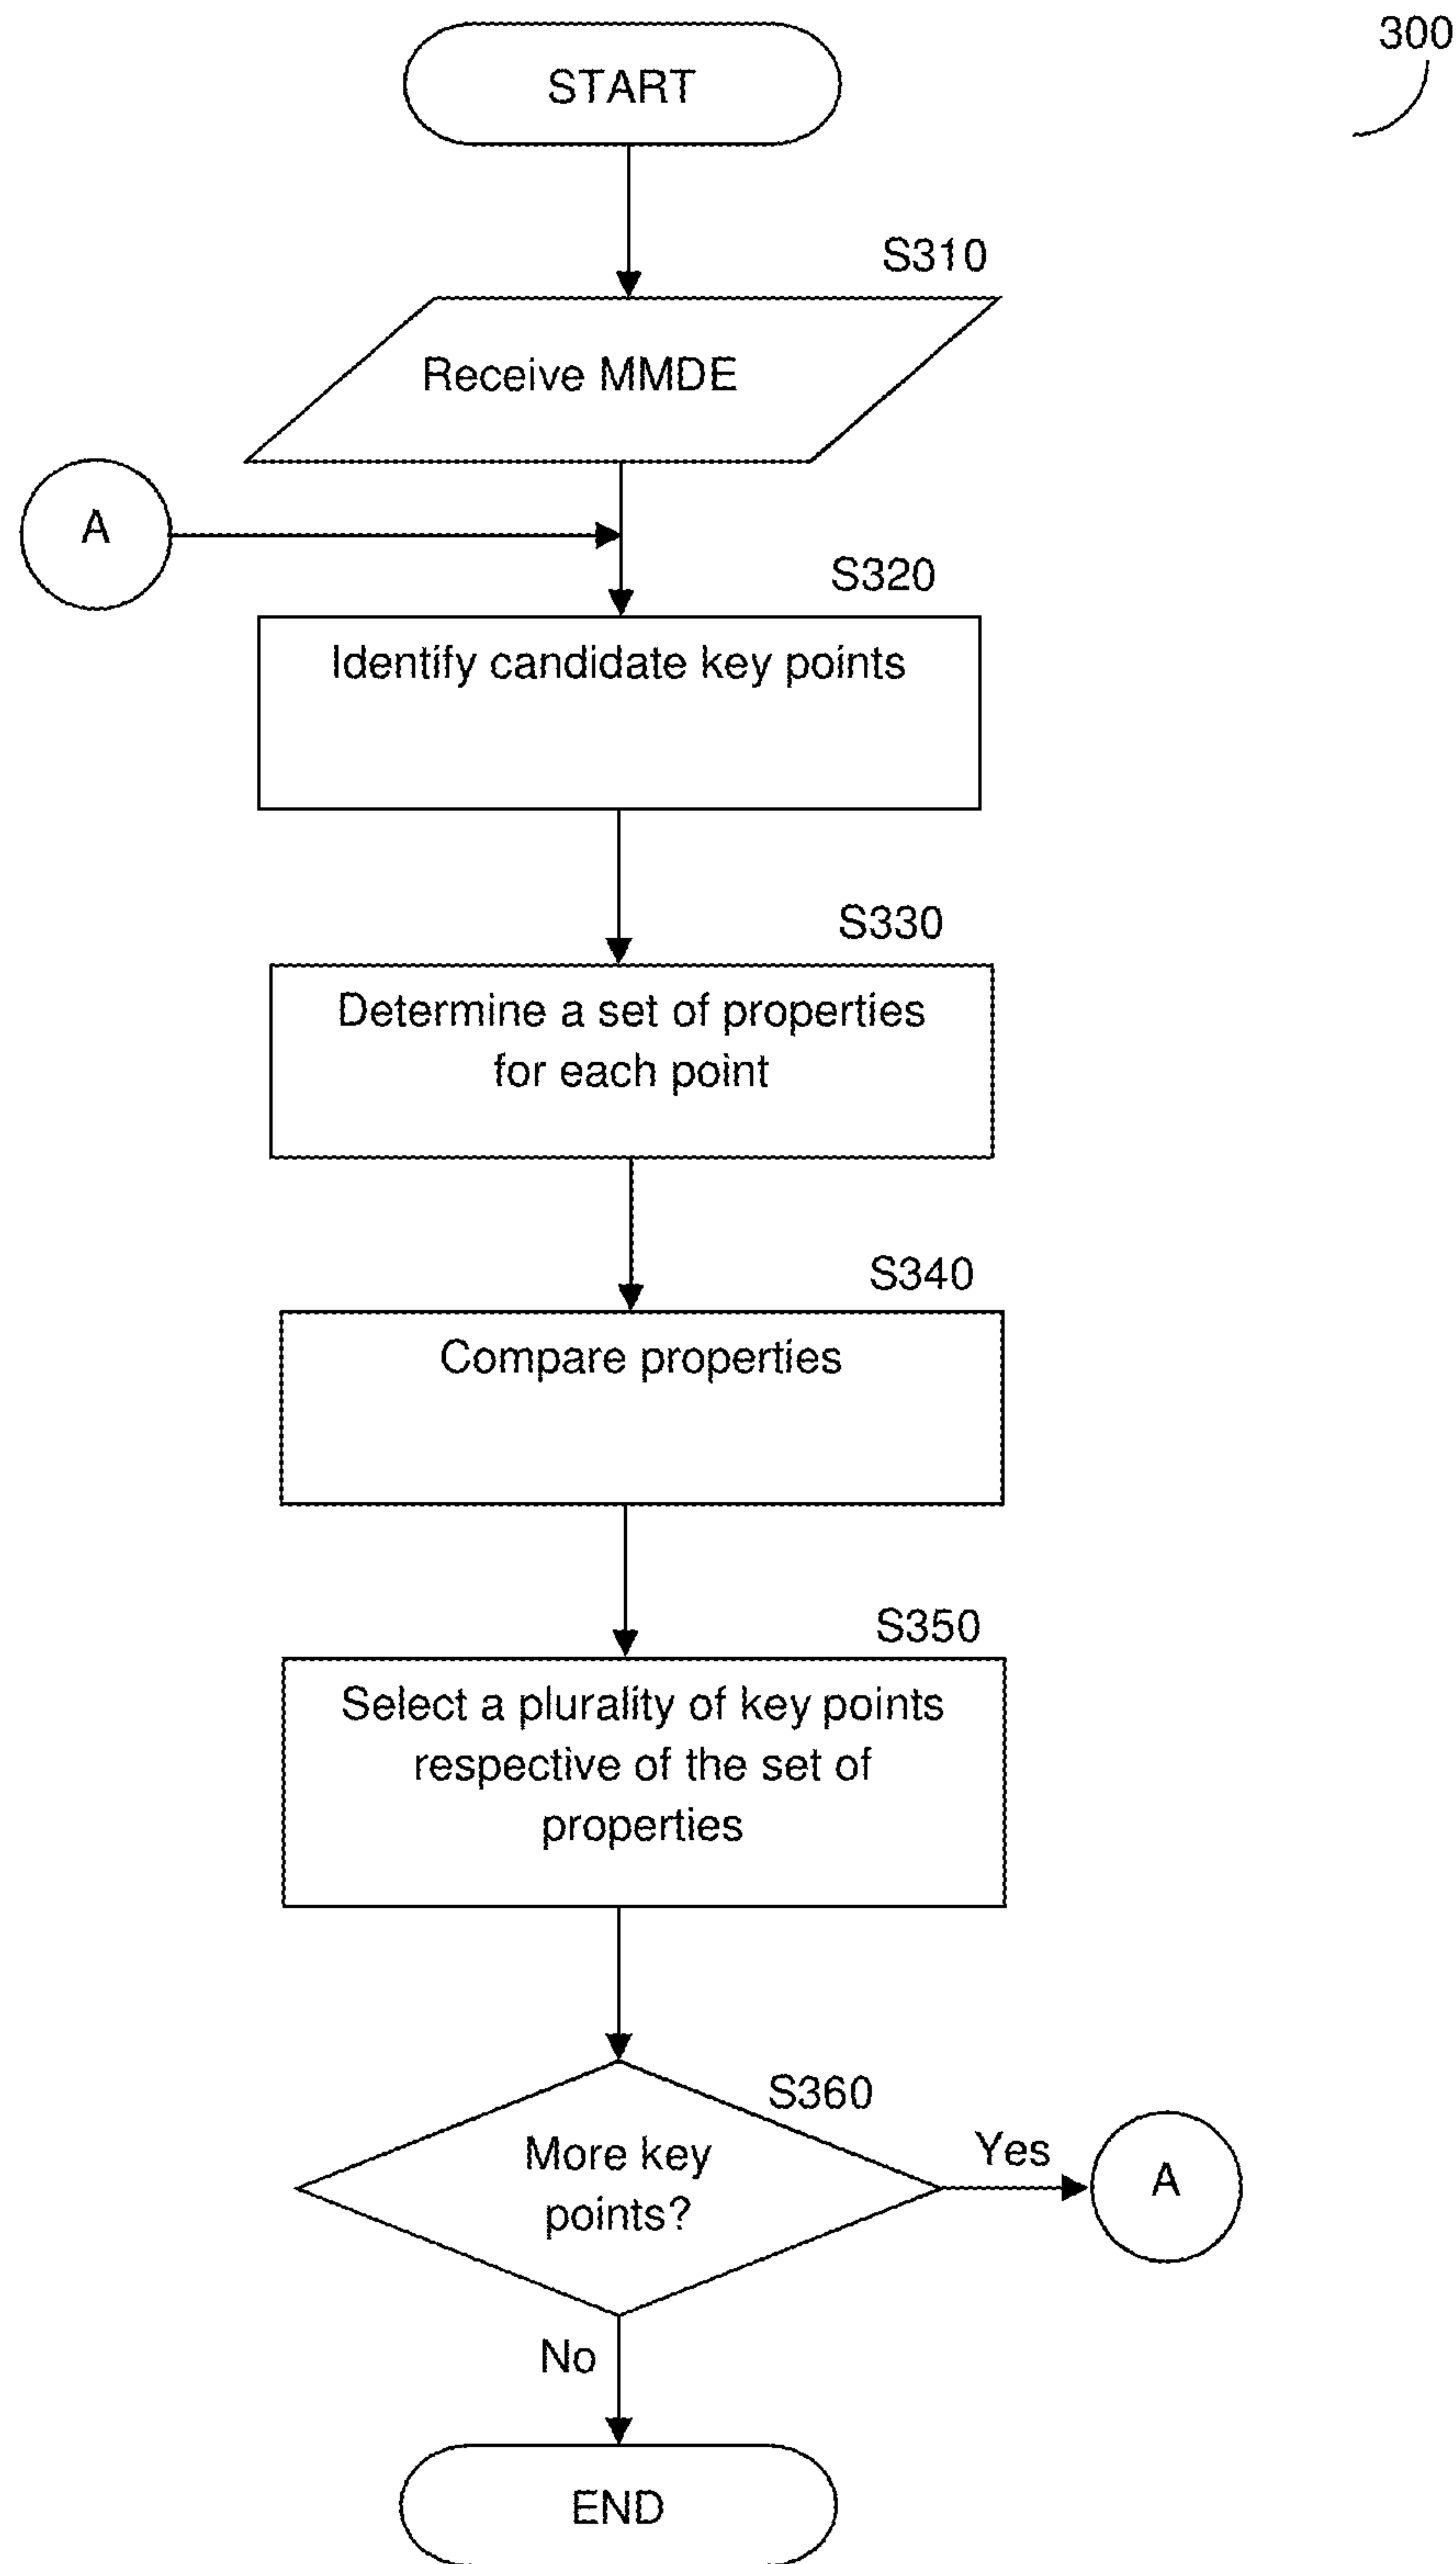 300
START
S310
Receive MMDE
A
S320
Identify candidate key points
S330
Determine a set of properties
for each point
S340
Compare properties
S350
Select a plurality of key points
respective of the set of
properties
S360
More key
points?
Yes
A
No
END